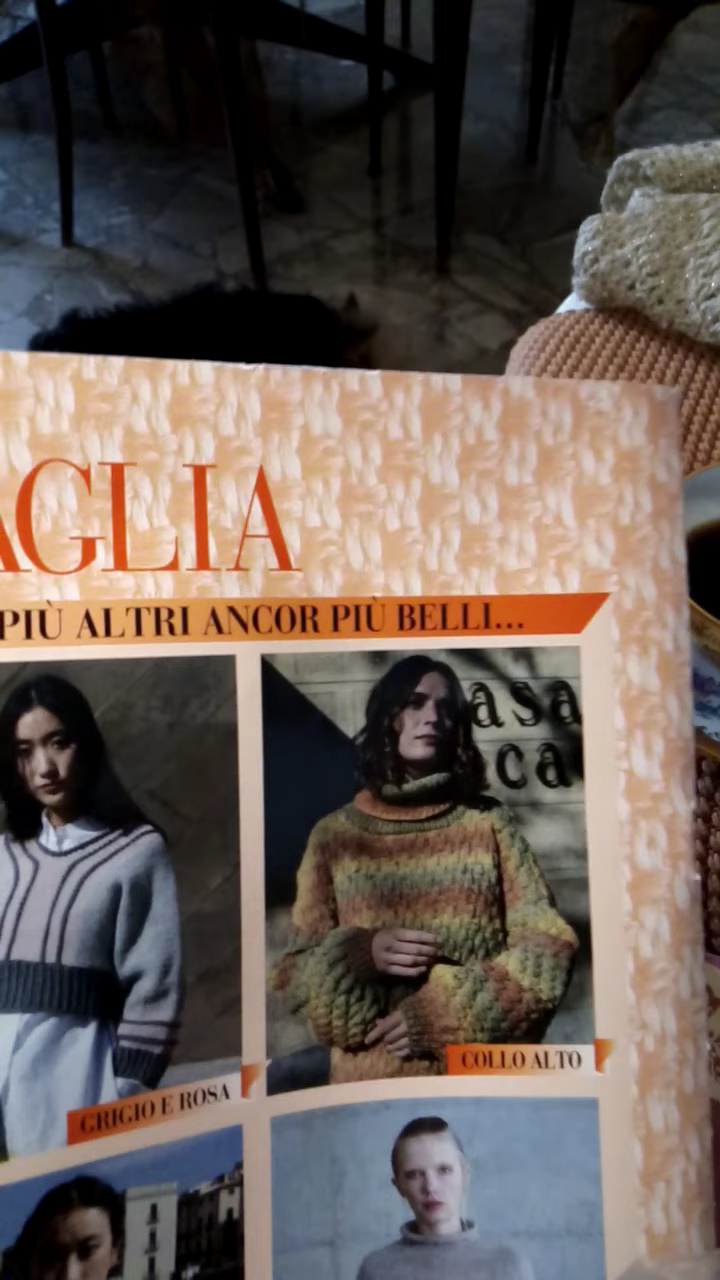 AGLIA
PIÙ ALTRI ANCOR PIÙ BELLI...
asa
ca
GRIGIO E ROSA
COLLO ALTO